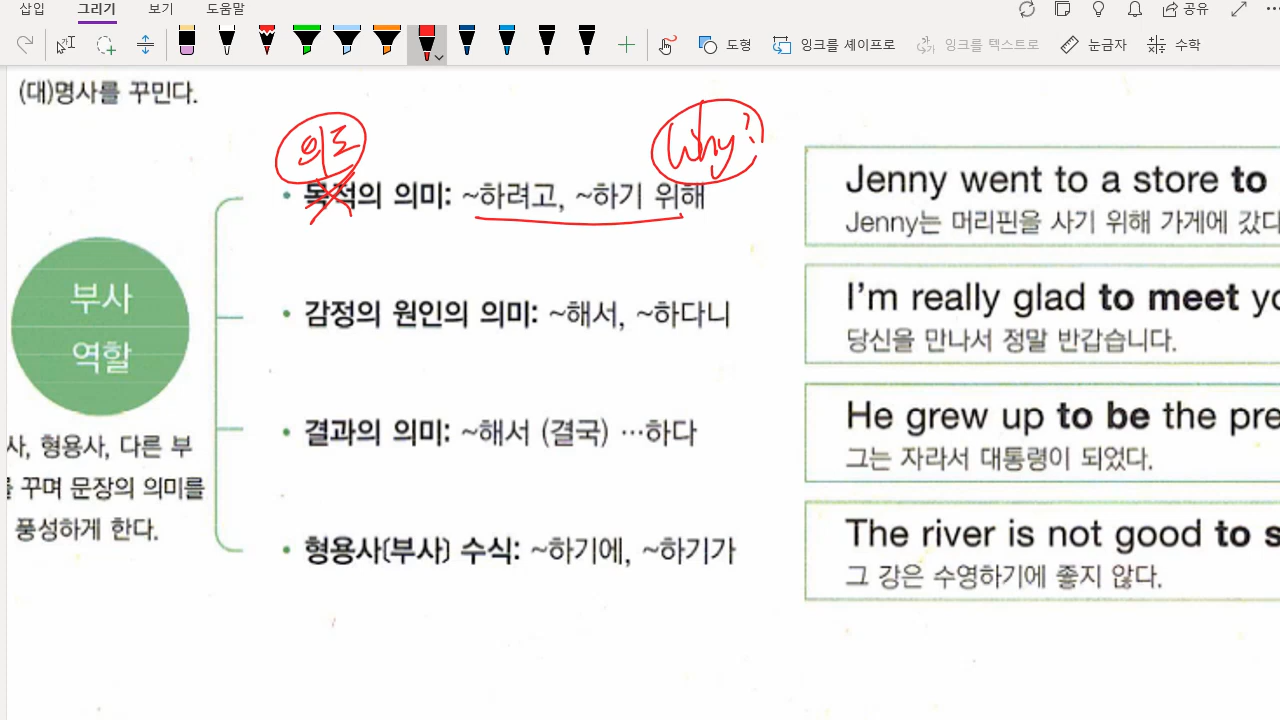 삽입 그리기 보기 도움말
공유
도형 잉크를 셰이프로 잉크를 텍스트로 눈금자 수학
(대)명사를 꾸민다.
의도
Why?
• 목적의 의미: ~하려고, ~하기 위해
Jenny went to a store to
Jenny는 머리핀을 사기 위해 가게에 갔다
부사
역할
• 감정의 원인의 의미: ~해서, ~하다니
I'm really glad to meet yo
당신을 만나서 정말 반갑습니다.
• 결과의 의미: ~해서 (결국) …하다
He grew up to be the pre
그는 자라서 대통령이 되었다.
사, 형용사, 다른 부
를 꾸며 문장의 의미를
풍성하게 한다.
• 형용사(부사) 수식: ~하기에, ~하기가
The river is not good to s
그 강은 수영하기에 좋지 않다.